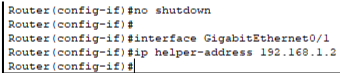 Router(config-if)#no shutdown
Router(config-if)#
Router(config-if)#interface GigabitEthernet0/1
Router(config-if)#ip helper-address 192.168.1.2
Router(config-if)#